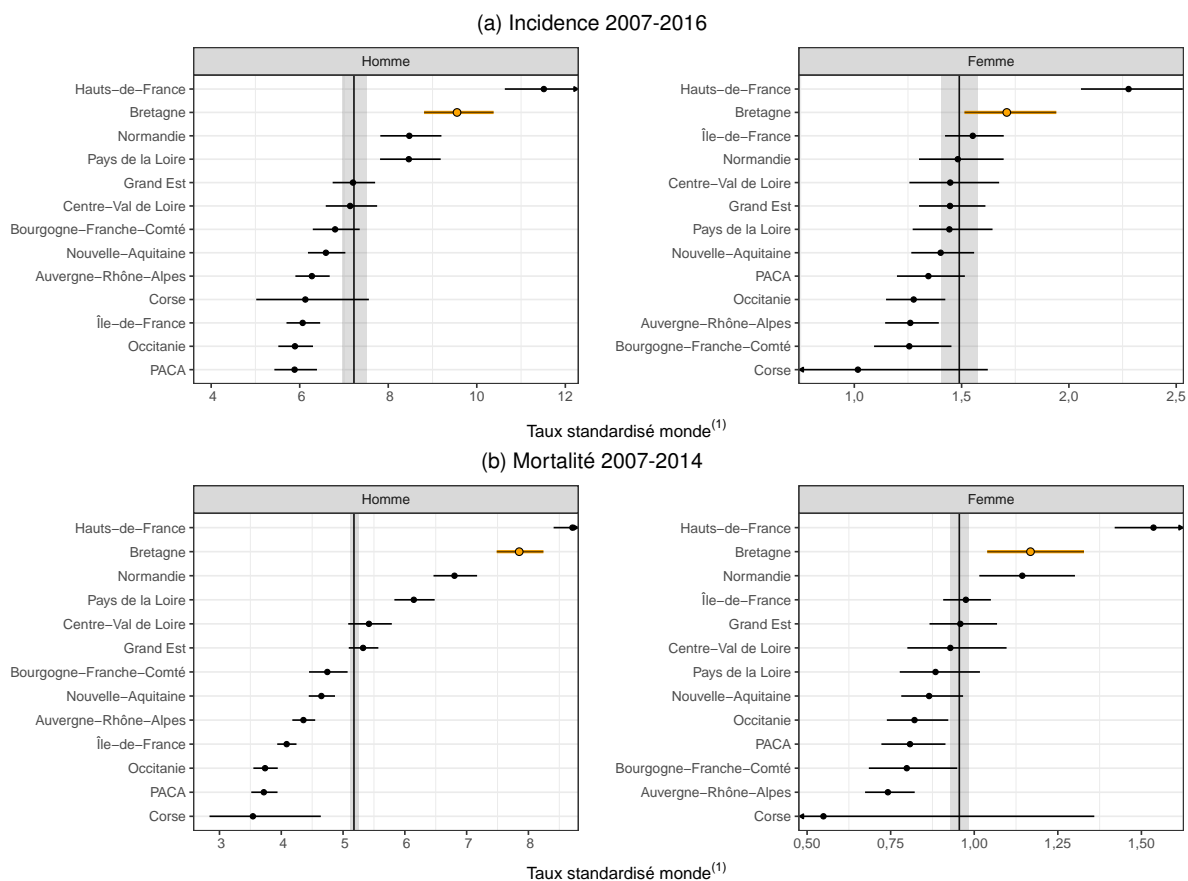 (a) Incidence 2007-2016
Homme
Hauts−de−France
Bretagne
Normandie
Pays de la Loire
Grand Est
Centre−Val de Loire
Bourgogne−Franche−Comté
Nouvelle−Aquitaine
Auvergne−Rhône−Alpes
Corse
Île−de−France
Occitanie
PACA
4 6 8 10 12
Femme
Hauts−de−France
Bretagne
Île−de−France
Normandie
Centre−Val de Loire
Grand Est
Pays de la Loire
Nouvelle−Aquitaine
PACA
Occitanie
Auvergne−Rhône−Alpes
Bourgogne−Franche−Comté
Corse
1,0 1,5 2,0 2,5
Taux standardisé monde(1)
(b) Mortalité 2007-2014
Homme
Hauts−de−France
Bretagne
Normandie
Pays de la Loire
Centre−Val de Loire
Grand Est
Bourgogne−Franche−Comté
Nouvelle−Aquitaine
Auvergne−Rhône−Alpes
Île−de−France
Occitanie
PACA
Corse
3 4 5 6 7 8
Femme
Hauts−de−France
Bretagne
Normandie
Île−de−France
Grand Est
Centre−Val de Loire
Pays de la Loire
Nouvelle−Aquitaine
Occitanie
PACA
Bourgogne−Franche−Comté
Auvergne−Rhône−Alpes
Corse
0,50 0,75 1,00 1,25 1,50
Taux standardisé monde(1)